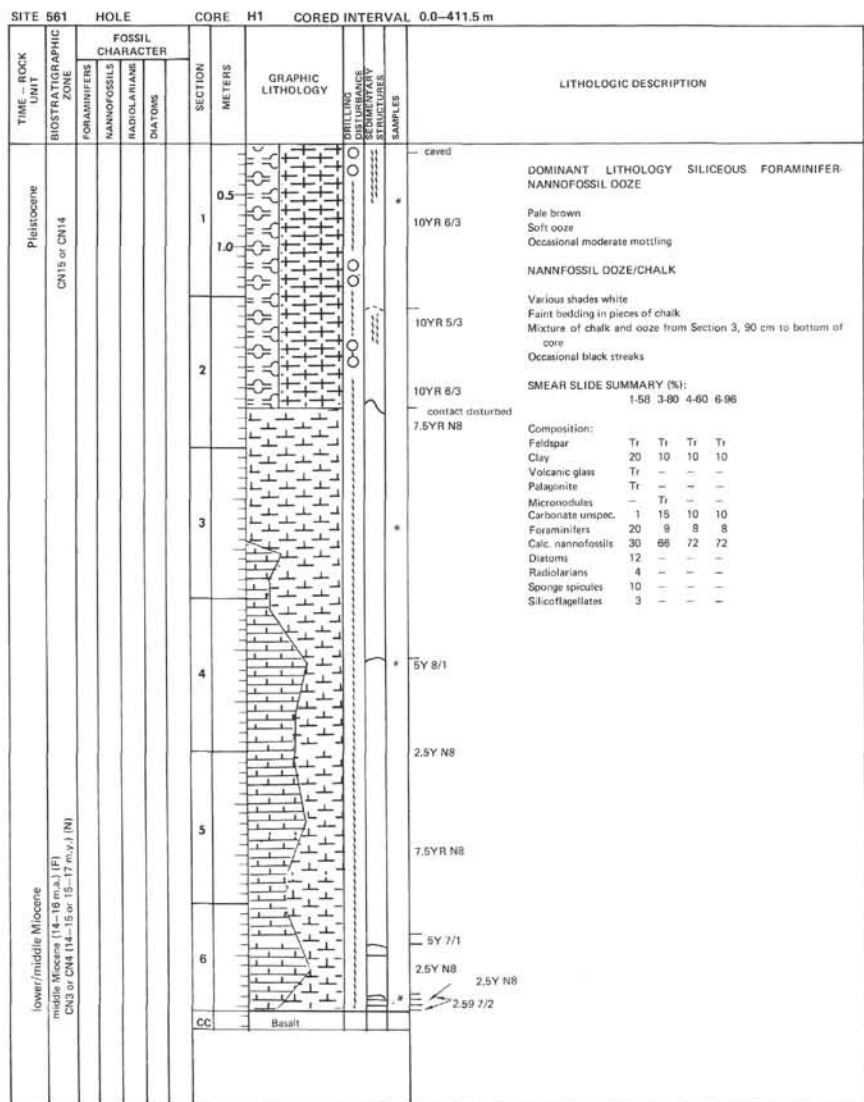 SITE 561 HOLE CORE H1 CORED INTERVAL 0.0–411.5 m
TIME – ROCK UNIT
BIOSTRATIGRAPHIC ZONE
FOSSIL CHARACTER
FORAMINIFERS
NANNOFOSSILS
RADIOLARIANS
DIATOMS
SECTION
METERS
GRAPHIC LITHOLOGY
DRILLING DISTURBANCE
SEDIMENTARY STRUCTURES
SAMPLES
LITHOLOGIC DESCRIPTION
Pleistocene
CN15 or CN14
lower/middle Miocene
middle Miocene (14–16 m.a.) (F)
CN3 or CN4 (14–15 or 15–17 m.y.) (N)
1
0.5
1.0
2
3
4
5
6
CC
Basalt
*
*
*
*
caved
10YR 6/3
10YR 5/3
10YR 6/3
contact disturbed
7.5YR N8
5Y 8/1
2.5Y N8
7.5YR N8
5Y 7/1
2.5Y N8
2.5Y N8
2.59 7/2
DOMINANT LITHOLOGY SILICEOUS FORAMINIFER-
NANNOFOSSIL OOZE
Pale brown
Soft ooze
Occasional moderate mottling
NANNFOSSIL OOZE/CHALK
Various shades white
Faint bedding in pieces of chalk
Mixture of chalk and ooze from Section 3, 90 cm to bottom of
core
Occasional black streaks
SMEAR SLIDE SUMMARY (%):
1-58 3-80 4-60 6-96
Composition:
Feldspar Tr Tr Tr Tr
Clay 20 10 10 10
Volcanic glass Tr – – –
Palagonite Tr – – –
Micronodules – Tr – –
Carbonate unspec. 1 15 10 10
Foraminifers 20 9 8 8
Calc. nannofossils 30 66 72 72
Diatoms 12 – – –
Radiolarians 4 – – –
Sponge spicules 10 – – –
Silicoflagellates 3 – – –